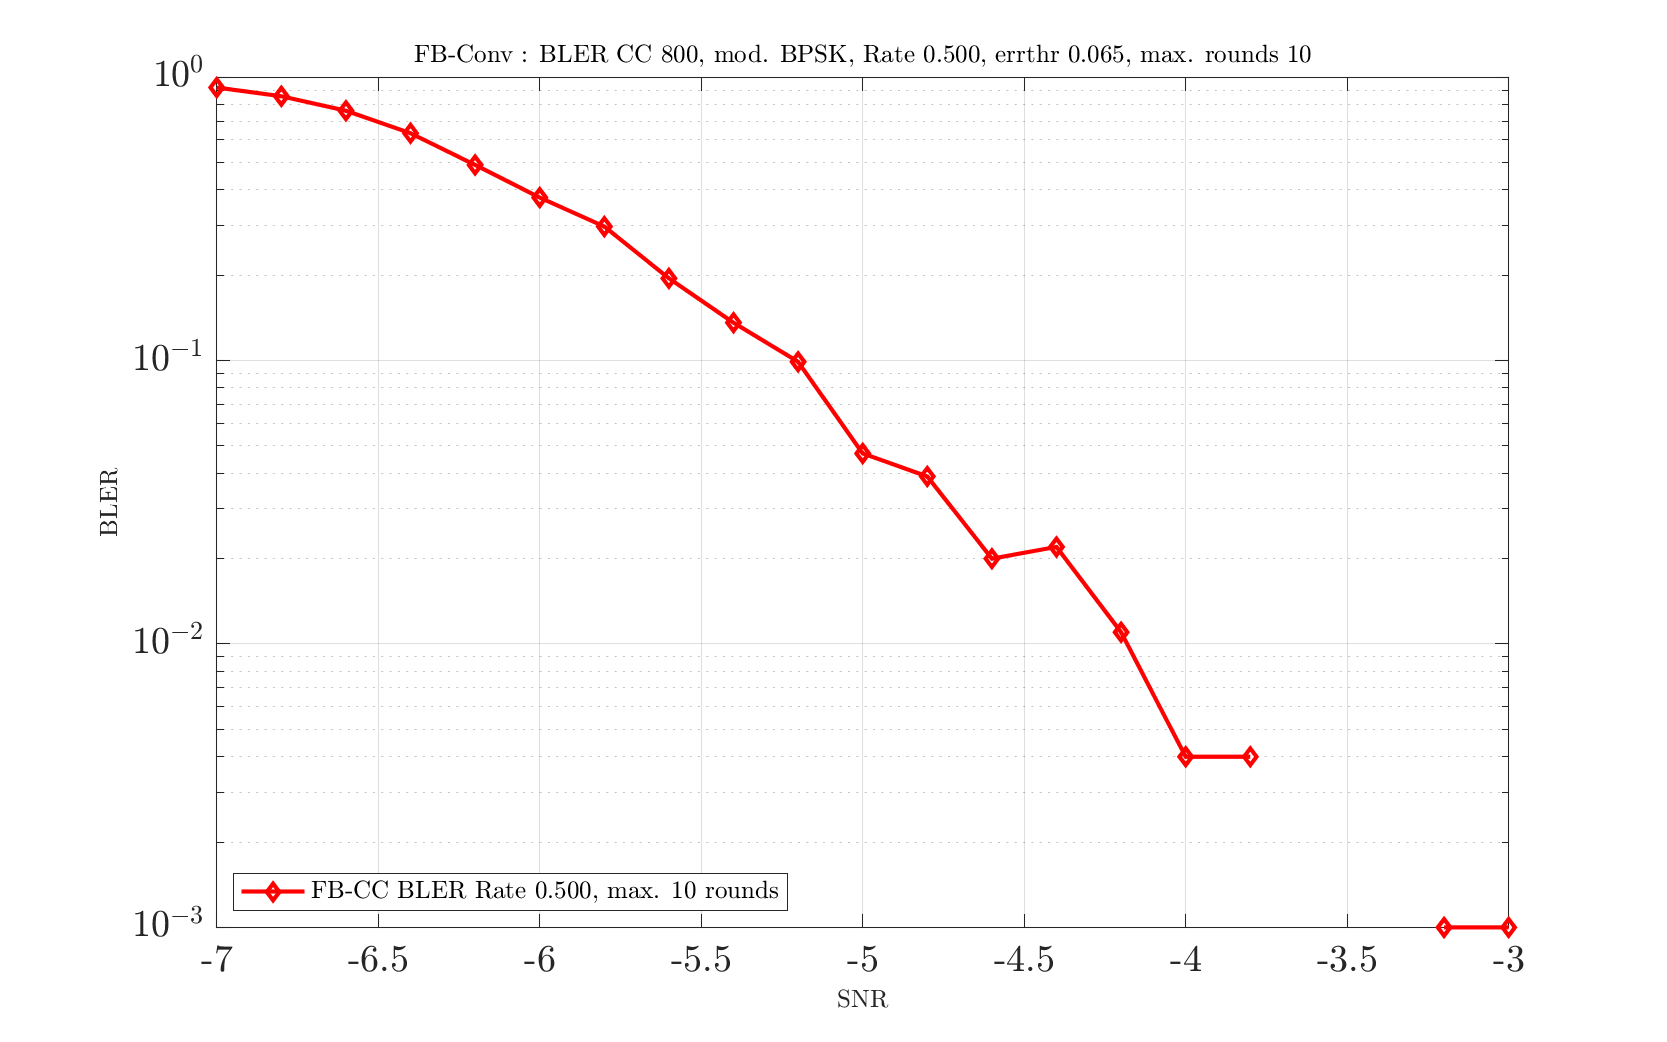 FB-Conv : BLER CC 800, mod. BPSK, Rate 0.500, errthr 0.065, max. rounds 10
10^0
10^{-1}
10^{-2}
10^{-3}
BLER
FB-CC BLER Rate 0.500, max. 10 rounds
-7 -6.5 -6 -5.5 -5 -4.5 -4 -3.5 -3
SNR